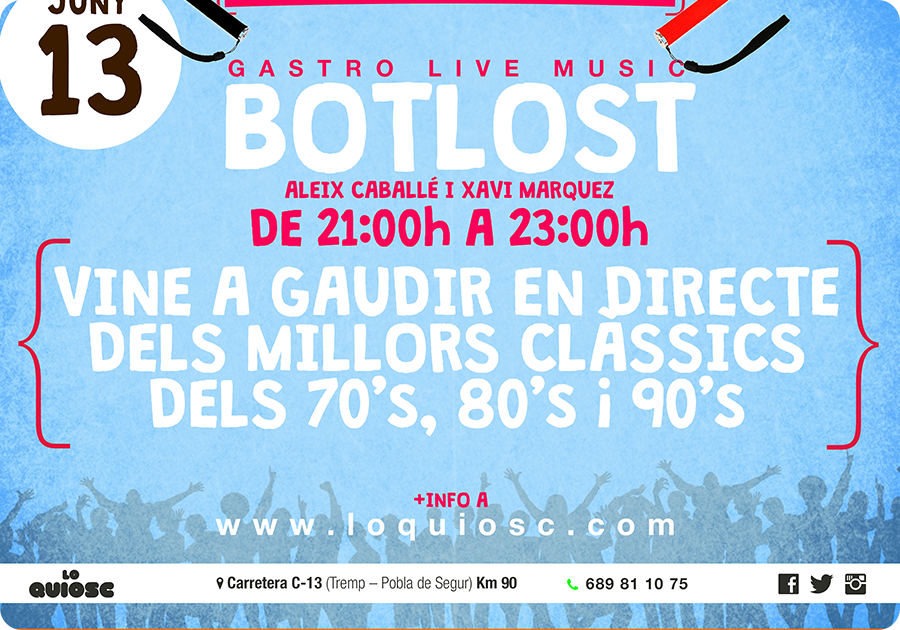 JUNY
13
GASTRO LIVE MUSIC
BOTLOST
ALEIX CABALLÉ I XAVI MARQUEZ
DE 21:00h A 23:00h
VINE A GAUDIR EN DIRECTE
DELS MILLORS CLÀSSICS
DELS 70's, 80's i 90's
+INFO A
www.loquiosc.com
LO
QUIOSC
Carretera C-13 (Tremp – Pobla de Segur) Km 90
689 81 10 75